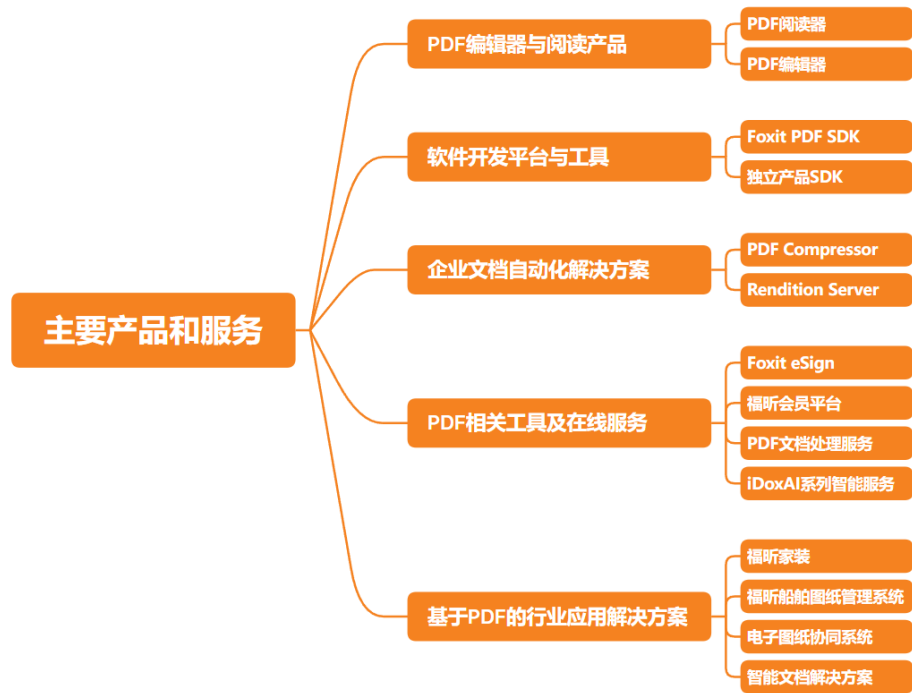 主要产品和服务
PDF编辑器与阅读产品
PDF阅读器
PDF编辑器
软件开发平台与工具
Foxit PDF SDK
独立产品SDK
企业文档自动化解决方案
PDF Compressor
Rendition Server
PDF相关工具及在线服务
Foxit eSign
福昕会员平台
PDF文档处理服务
iDoxAI系列智能服务
基于PDF的行业应用解决方案
福昕家装
福昕船舶图纸管理系统
电子图纸协同系统
智能文档解决方案